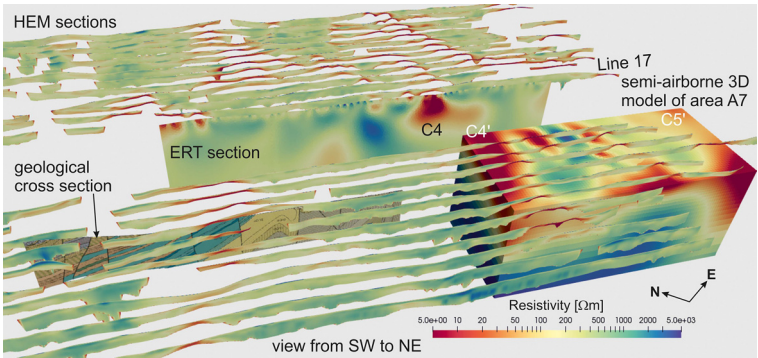 HEM sections
Line 17
semi-airborne 3D
model of area A7
C4
C4'
C5'
ERT section
geological
cross section
E
N
Resistivity [Ωm]
5.0e+00 10 20 50 100 200 500 1000 2000 5.0e+03
view from SW to NE